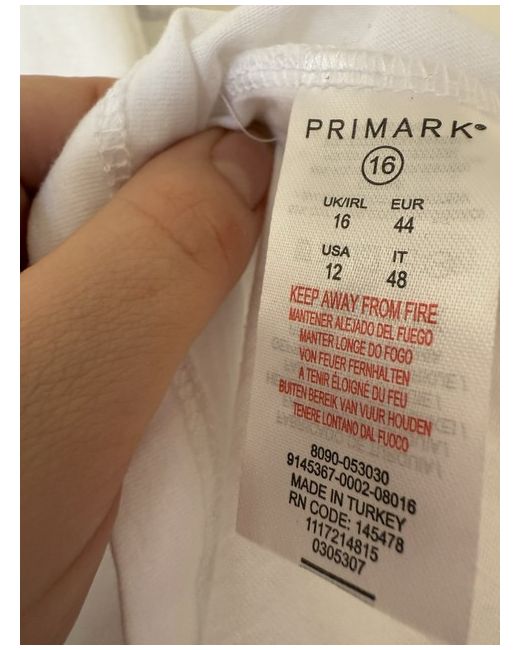 PRIMARK
16
UK/IRL EUR
16 44
USA IT
12 48
KEEP AWAY FROM FIRE
MANTENER ALEJADO DEL FUEGO
MANTER LONGE DO FOGO
VON FEUER FERNHALTEN
A TENIR ÉLOIGNÉ DU FEU
BUITEN BEREIK VAN VUUR HOUDEN
TENERE LONTANO DAL FUOCO
8090-053030
9145367-0002-08016
MADE IN TURKEY
RN CODE: 145478
1117214815
0305307